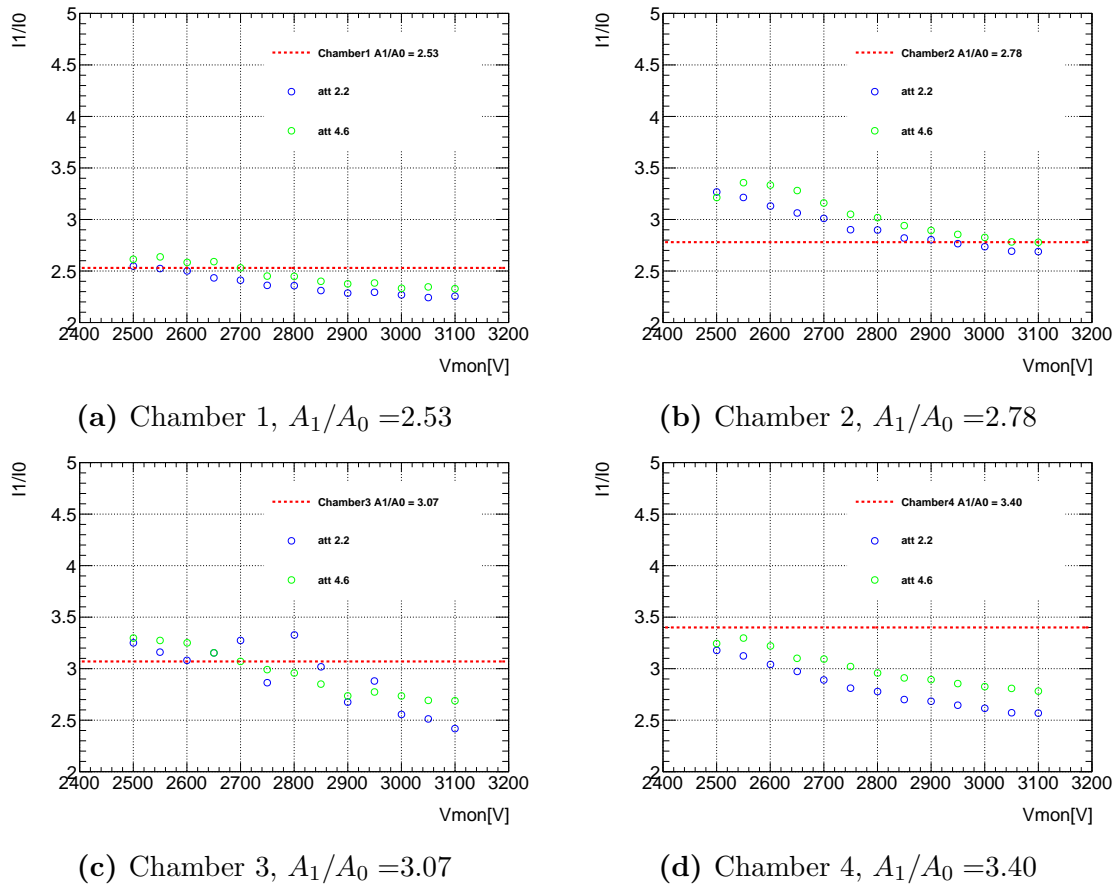 I1/I0
5
4.5
4
3.5
3
2.5
2
Chamber1 A1/A0 = 2.53
att 2.2
att 4.6
2400 2500 2600 2700 2800 2900 3000 3100 3200
Vmon[V]
(a) Chamber 1, A₁/A₀ =2.53
I1/I0
5
4.5
4
3.5
3
2.5
2
Chamber2 A1/A0 = 2.78
att 2.2
att 4.6
2400 2500 2600 2700 2800 2900 3000 3100 3200
Vmon[V]
(b) Chamber 2, A₁/A₀ =2.78
I1/I0
5
4.5
4
3.5
3
2.5
2
Chamber3 A1/A0 = 3.07
att 2.2
att 4.6
2400 2500 2600 2700 2800 2900 3000 3100 3200
Vmon[V]
(c) Chamber 3, A₁/A₀ =3.07
I1/I0
5
4.5
4
3.5
3
2.5
2
Chamber4 A1/A0 = 3.40
att 2.2
att 4.6
2400 2500 2600 2700 2800 2900 3000 3100 3200
Vmon[V]
(d) Chamber 4, A₁/A₀ =3.40